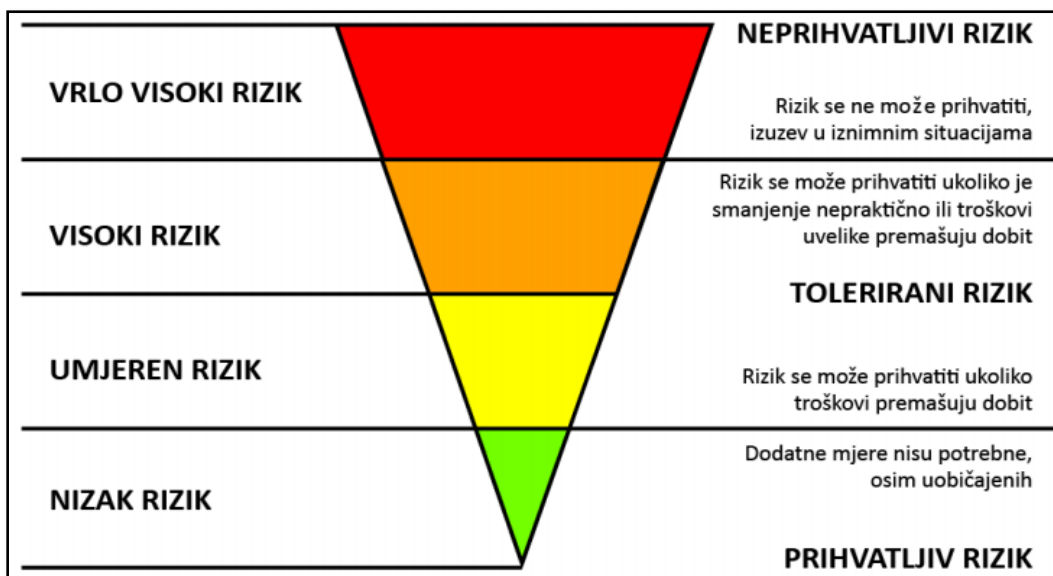 NEPRIHVATLJIVI RIZIK
VRLO VISOKI RIZIK
Rizik se ne može prihvatiti,
izuzev u iznimnim situacijama
Rizik se može prihvatiti ukoliko je
smanjenje nepraktično ili troškovi
uvelike premašuju dobit
VISOKI RIZIK
TOLERIRANI RIZIK
UMJEREN RIZIK
Rizik se može prihvatiti ukoliko
troškovi premašuju dobit
Dodatne mjere nisu potrebne,
osim uobičajenih
NIZAK RIZIK
PRIHVATLJIV RIZIK